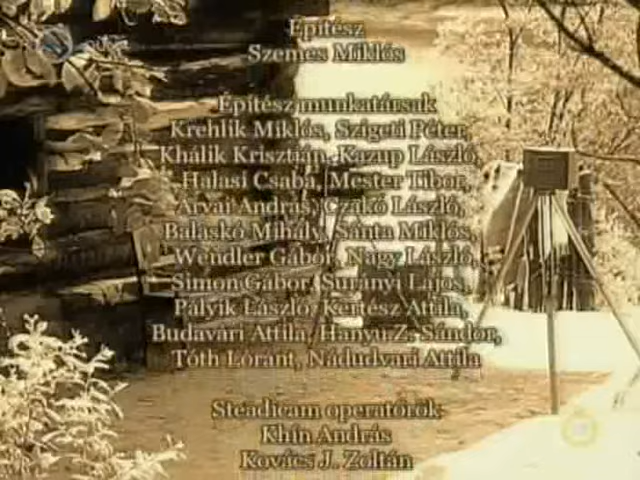 Építész
Szemes Miklós
Építész munkatársak
Krehlik Miklós, Szigeti Péter,
Khálik Krisztián, Kazup László,
Halasi Csaba, Mester Tibor,
Árvai András, Czakó László,
Balaskó Mihály, Sánta Miklós,
Wendler Gábor, Nagy László,
Simon Gábor, Surányi Lajos,
Pályik László, Kertész Attila,
Budavári Attila, Hanyu Z. Sándor,
Tóth Lóránt, Nádudvari Attila
Steadicam operatőrök
Khín András
Kovács J. Zoltán